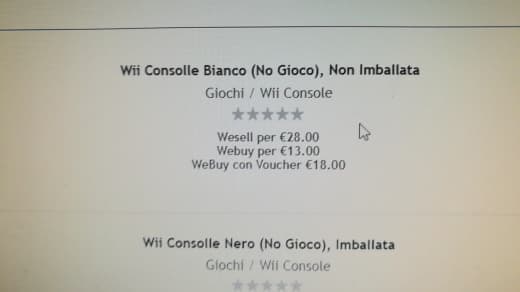 Wii Consolle Bianco (No Gioco), Non Imballata
Giochi / Wii Console
Wesell per €28.00
Webuy per €13.00
WeBuy con Voucher €18.00
Wii Consolle Nero (No Gioco), Imballata
Giochi / Wii Console